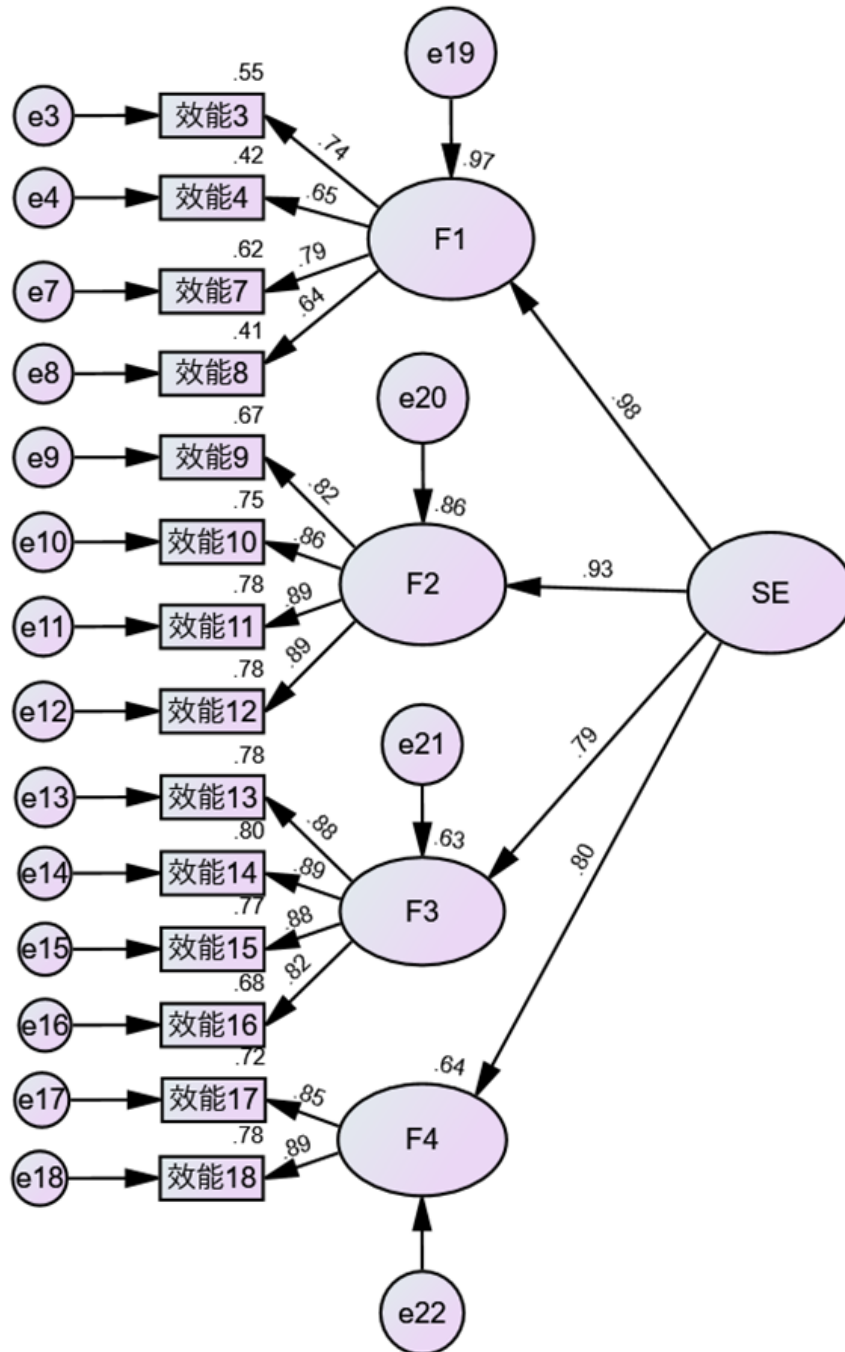 e19
.55
e3
效能3
.74
.97
.42
e4
效能4
.65
F1
.62
.79
e7
效能7
.64
.41
e8
效能8
e20
.98
.67
e9
效能9
.82
.75
.86
e10
效能10
.86
.78
.89
F2
.93
SE
e11
效能11
.89
.78
e12
效能12
e21
.79
.78
e13
效能13
.88
.63
.80
.80
e14
效能14
.89
F3
.77
.88
e15
效能15
.82
.68
e16
效能16
.72
.64
e17
效能17
.85
F4
.78
.89
e18
效能18
e22